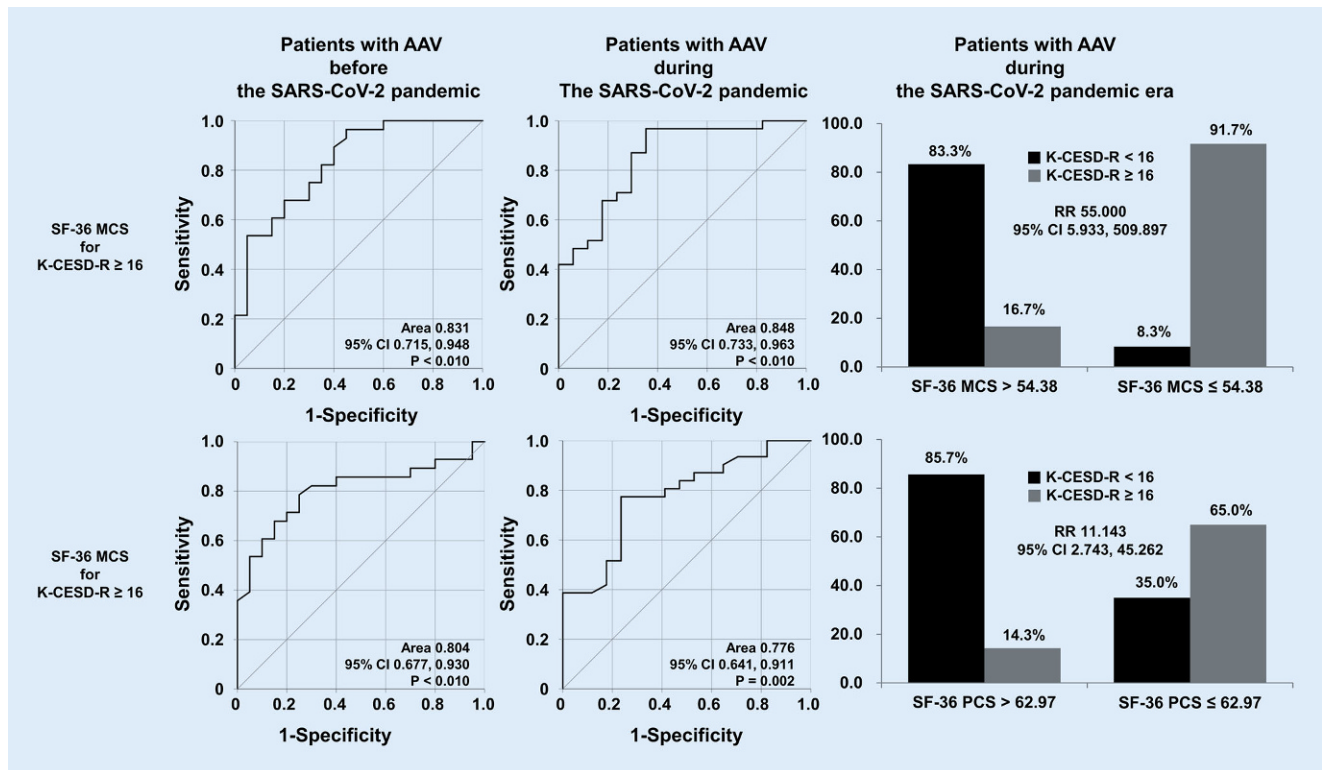 Patients with AAV
before
the SARS-CoV-2 pandemic
Patients with AAV
during
The SARS-CoV-2 pandemic
Patients with AAV
during
the SARS-CoV-2 pandemic era
SF-36 MCS
for
K-CESD-R ≥ 16
Sensitivity
1.0
0.8
0.6
0.4
0.2
0
Area 0.831
95% CI 0.715, 0.948
P < 0.010
0 0.2 0.4 0.6 0.8 1.0
1-Specificity
Sensitivity
1.0
0.8
0.6
0.4
0.2
0
Area 0.848
95% CI 0.733, 0.963
P < 0.010
0 0.2 0.4 0.6 0.8 1.0
1-Specificity
100.0
80.0
60.0
40.0
20.0
0.0
83.3%
16.7%
8.3%
91.7%
K-CESD-R < 16
K-CESD-R ≥ 16
RR 55.000
95% CI 5.933, 509.897
SF-36 MCS > 54.38 SF-36 MCS ≤ 54.38
SF-36 MCS
for
K-CESD-R ≥ 16
Sensitivity
1.0
0.8
0.6
0.4
0.2
0
Area 0.804
95% CI 0.677, 0.930
P < 0.010
0 0.2 0.4 0.6 0.8 1.0
1-Specificity
Sensitivity
1.0
0.8
0.6
0.4
0.2
0
Area 0.776
95% CI 0.641, 0.911
P = 0.002
0 0.2 0.4 0.6 0.8 1.0
1-Specificity
100.0
80.0
60.0
40.0
20.0
0.0
85.7%
14.3%
35.0%
65.0%
K-CESD-R < 16
K-CESD-R ≥ 16
RR 11.143
95% CI 2.743, 45.262
SF-36 PCS > 62.97 SF-36 PCS ≤ 62.97